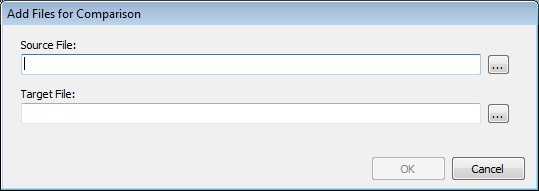 Add Files for Comparison
Source File:
...
Target File:
...
OK Cancel